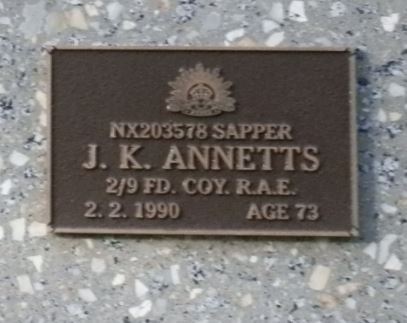 NX203578 SAPPER
J. K. ANNETTS
2/9 FD. COY. R.A.E.
2. 2. 1990 AGE 73